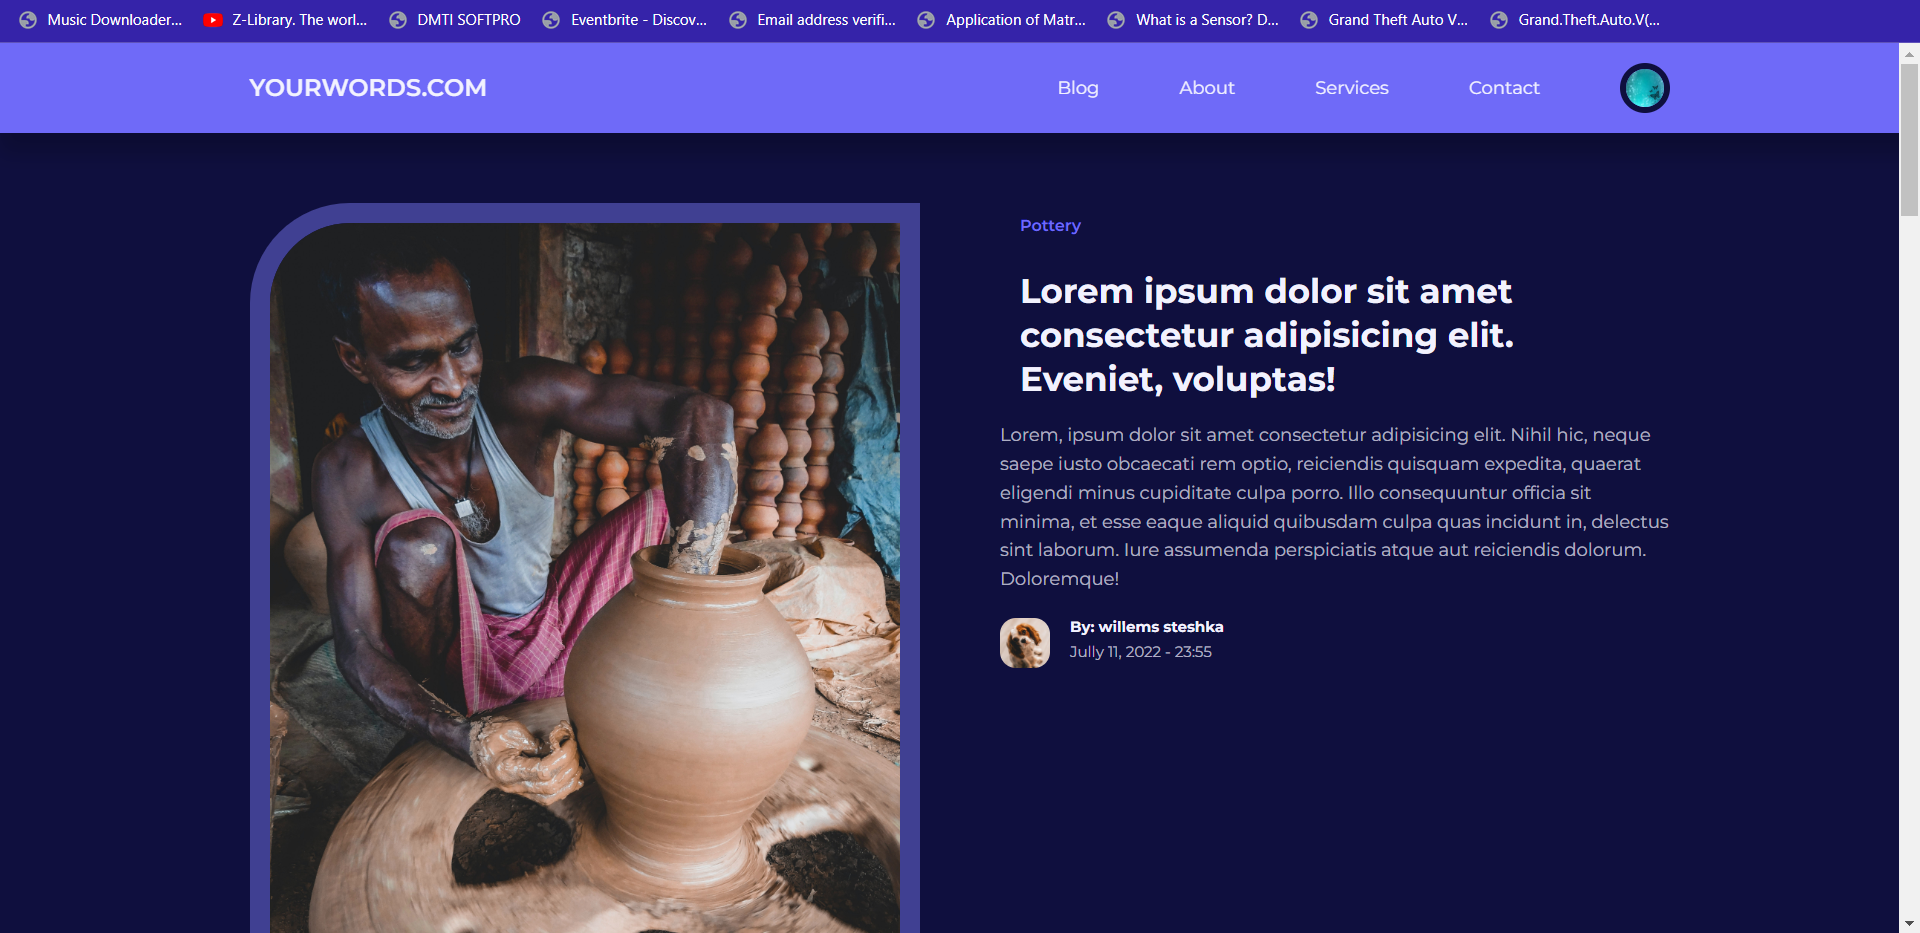 Music Downloader... Z-Library. The worl... DMTI SOFTPRO Eventbrite - Discov... Email address verifi... Application of Matr... What is a Sensor? D... Grand Theft Auto V... Grand.Theft.Auto.V(...
YOURWORDS.COM Blog About Services Contact
Pottery
Lorem ipsum dolor sit amet
consectetur adipisicing elit.
Eveniet, voluptas!
Lorem, ipsum dolor sit amet consectetur adipisicing elit. Nihil hic, neque
saepe iusto obcaecati rem optio, reiciendis quisquam expedita, quaerat
eligendi minus cupiditate culpa porro. Illo consequuntur officia sit
minima, et esse eaque aliquid quibusdam culpa quas incidunt in, delectus
sint laborum. Iure assumenda perspiciatis atque aut reiciendis dolorum.
Doloremque!
By: willems steshka
Jully 11, 2022 - 23:55